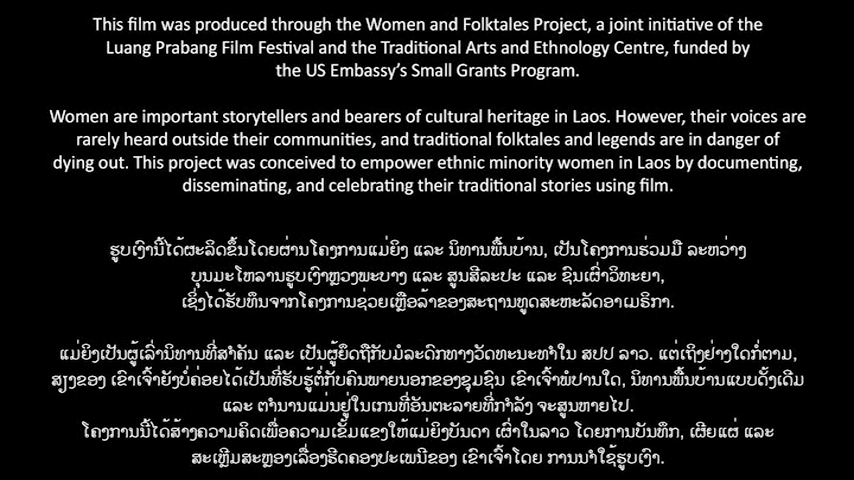 This film was produced through the Women and Folktales Project, a joint initiative of the
Luang Prabang Film Festival and the Traditional Arts and Ethnology Centre, funded by
the US Embassy's Small Grants Program.
Women are important storytellers and bearers of cultural heritage in Laos. However, their voices are
rarely heard outside their communities, and traditional folktales and legends are in danger of
dying out. This project was conceived to empower ethnic minority women in Laos by documenting,
disseminating, and celebrating their traditional stories using film.
ຮູບເງົານີ້ໄດ້ຜະລິດຂຶ້ນໂດຍຜ່ານໂຄງການແມ່ຍິງ ແລະ ນິທານພື້ນບ້ານ, ເປັນໂຄງການຮ່ວມມື ລະຫວ່າງ
ບຸນມະໂຫລານຮູບເງົາຫຼວງພະບາງ ແລະ ສູນສີລະປະ ແລະ ຊົນເຜົ່າວິທະຍາ,
ເຊິ່ງໄດ້ຮັບທຶນຈາກໂຄງການຊ່ວຍເຫຼືອລ້າຂອງສະຖານທູດສະຫະລັດອາເມຣິກາ.
ແມ່ຍິງເປັນຜູ້ເລົ່ານິທານທີ່ສຳຄັນ ແລະ ເປັນຜູ້ຍຶດຖືກັບມໍລະດົກທາງວັດທະນະທຳໃນ ສປປ ລາວ. ແຕ່ເຖິງຢ່າງໃດກໍ່ຕາມ,
ສຽງຂອງ ເຂົາເຈົ້າຍັງບໍ່ຄ່ອຍໄດ້ເປັນທີ່ຮັບຮູ້ຕໍ່ກັບຄົນພາຍນອກຂອງຊຸມຊົນ ເຂົາເຈົ້າພໍປານໃດ, ນິທານພື້ນບ້ານແບບດັ້ງເດີມ
ແລະ ຕຳນານແມ່ນຢູ່ໃນເກນທີ່ອັນຕະລາຍທີ່ກຳລັງ ຈະສູນຫາຍໄປ.
ໂຄງການນີ້ໄດ້ສ້າງຄວາມຄິດເພື່ອຄວາມເຂັ້ມແຂງໃຫ້ແມ່ຍິງບັນດາ ເຜົ່າໃນລາວ ໂດຍການບັນທຶກ, ເຜີຍແຜ່ ແລະ
ສະເຫຼີມສະຫຼອງເລື່ອງຮີດຄອງປະເພນີຂອງ ເຂົາເຈົ້າໂດຍ ການນຳໃຊ້ຮູບເງົາ.